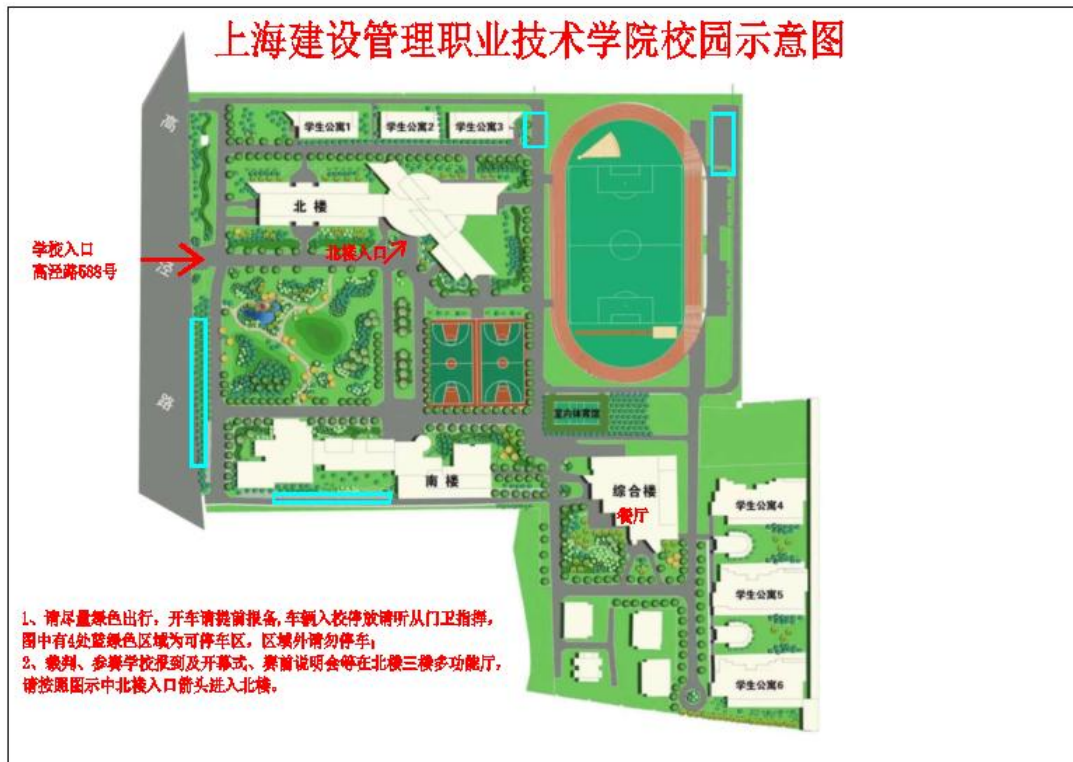 上海建设管理职业技术学院校园示意图
高
泾
路
学生公寓1
学生公寓2
学生公寓3
北楼
学校入口
高泾路588号
北楼入口
室内体育馆
南楼
综合楼
餐厅
学生公寓4
学生公寓5
学生公寓6
1、请尽量绿色出行，开车请提前报备，车辆入校停放请听从门卫指挥，
图中有4处蓝绿色区域为可停车区，区域外请勿停车；
2、裁判、参赛学校报到及开幕式、赛前说明会等在北楼三楼多功能厅，
请按照图示中北楼入口箭头进入北楼。